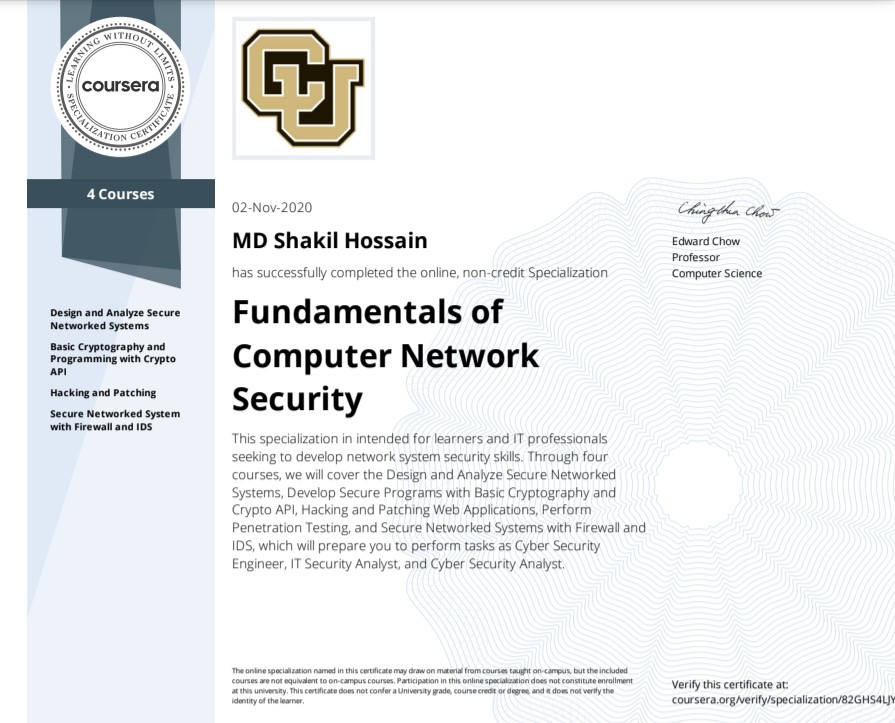 LEARNING WITHOUT LIMITS
coursera
SPECIALIZATION CERTIFICATE
4 Courses
Design and Analyze Secure
Networked Systems
Basic Cryptography and
Programming with Crypto
API
Hacking and Patching
Secure Networked System
with Firewall and IDS
CU
02-Nov-2020
MD Shakil Hossain
has successfully completed the online, non-credit Specialization
Fundamentals of
Computer Network
Security
This specialization in intended for learners and IT professionals
seeking to develop network system security skills. Through four
courses, we will cover the Design and Analyze Secure Networked
Systems, Develop Secure Programs with Basic Cryptography and
Crypto API, Hacking and Patching Web Applications, Perform
Penetration Testing, and Secure Networked Systems with Firewall and
IDS, which will prepare you to perform tasks as Cyber Security
Engineer, IT Security Analyst, and Cyber Security Analyst.
Chow
Edward Chow
Professor
Computer Science
The online specialization named in this certificate may draw on material from courses taught on-campus, but the included
courses are not equivalent to on-campus courses. Participation in this online specialization does not constitute enrollment
at this university. This certificate does not confer a University grade, course credit or degree, and it does not verify the
identity of the learner.
Verify this certificate at:
coursera.org/verify/specialization/82GHS4LJY